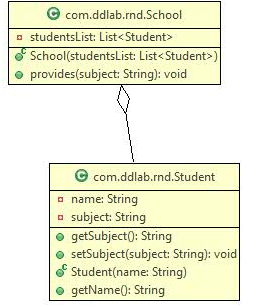 com.ddlab.rnd.School
studentsList: List<Student>
School(studentsList: List<Student>)
provides(subject: String): void
com.ddlab.rnd.Student
name: String
subject: String
getSubject(): String
setSubject(subject: String): void
Student(name: String)
getName(): String